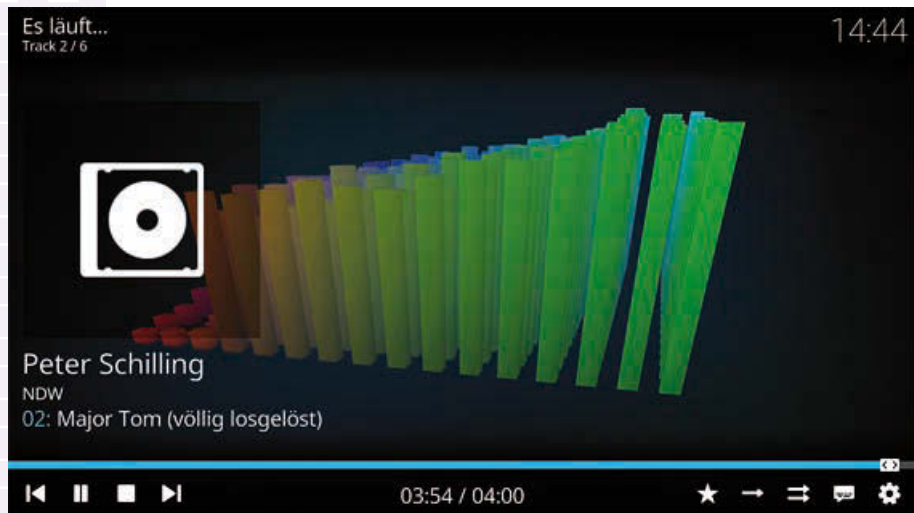 Es läuft...
14:44
Track 2 / 6
Peter Schilling
NDW
02: Major Tom (völlig losgelöst)
03:54 / 04:00